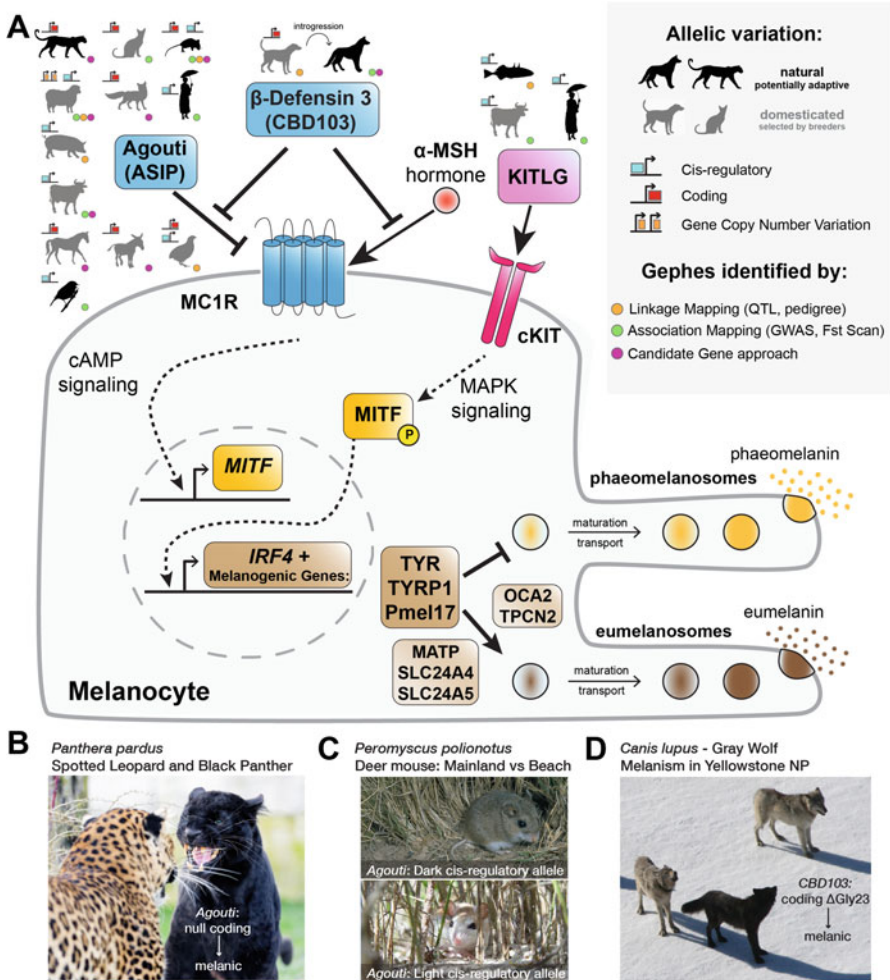 A
introgression
β-Defensin 3
(CBD103)
Agouti
(ASIP)
α-MSH
hormone
KITLG
MC1R
cKIT
cAMP
signaling
MAPK
signaling
MITF
P
MITF
IRF4 +
Melanogenic Genes:
TYR
TYRP1
Pmel17
OCA2
TPCN2
MATP
SLC24A4
SLC24A5
phaeomelanin
phaeomelanosomes
maturation
transport
eumelanin
eumelanosomes
maturation
transport
Melanocyte
Allelic variation:
natural
potentially adaptive
domesticated
selected by breeders
Cis-regulatory
Coding
Gene Copy Number Variation
Gephes identified by:
Linkage Mapping (QTL, pedigree)
Association Mapping (GWAS, Fst Scan)
Candidate Gene approach
B
Panthera pardus
Spotted Leopard and Black Panther
Agouti:
null coding
melanic
C
Peromyscus polionotus
Deer mouse: Mainland vs Beach
Agouti: Dark cis-regulatory allele
Agouti: Light cis-regulatory allele
D
Canis lupus - Gray Wolf
Melanism in Yellowstone NP
CBD103:
coding ΔGly23
melanic